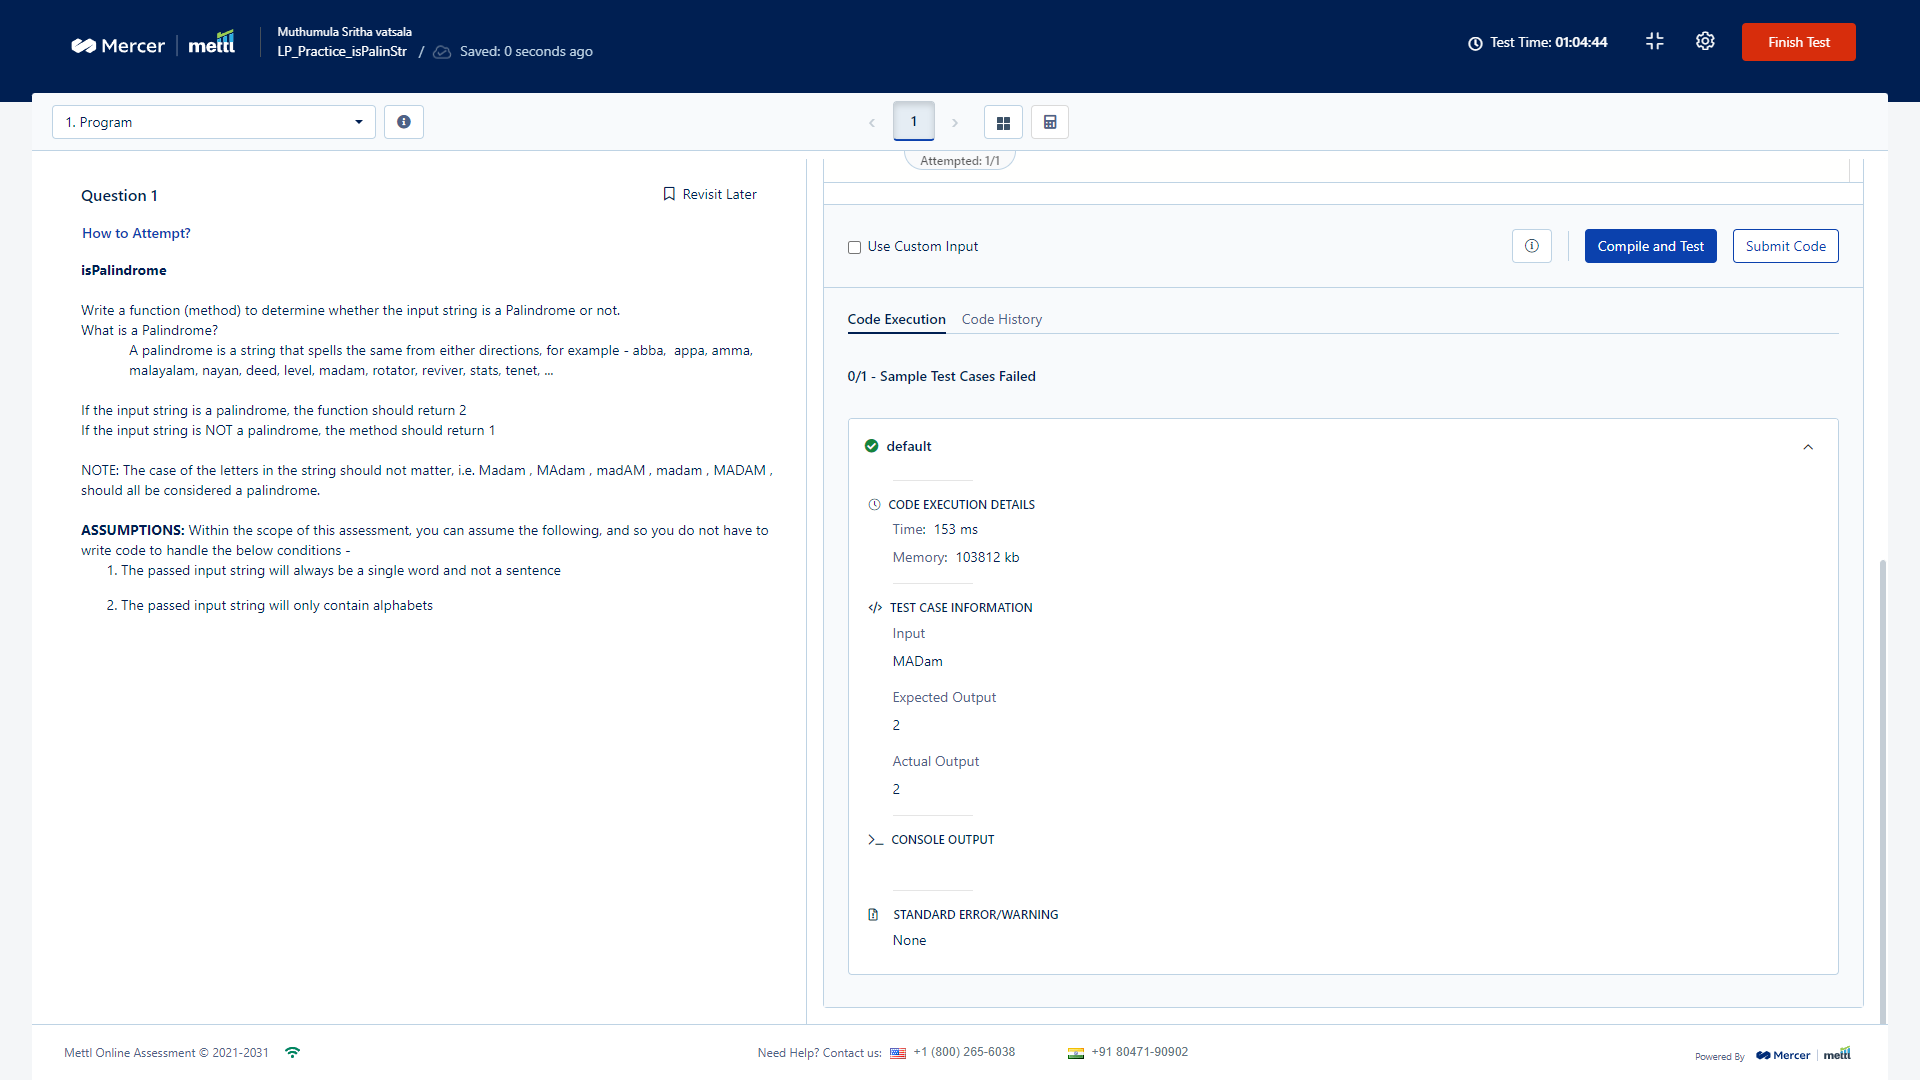 Mercer | mettl
Muthumula Sritha vatsala
LP_Practice_isPalinStr / Saved: 0 seconds ago
Test Time: 01:04:44
Finish Test
1. Program
1
Attempted: 1/1
Question 1
Revisit Later
How to Attempt?
isPalindrome
Write a function (method) to determine whether the input string is a Palindrome or not.
What is a Palindrome?
A palindrome is a string that spells the same from either directions, for example - abba, appa, amma,
malayalam, nayan, deed, level, madam, rotator, reviver, stats, tenet, ...
If the input string is a palindrome, the function should return 2
If the input string is NOT a palindrome, the method should return 1
NOTE: The case of the letters in the string should not matter, i.e. Madam , MAdam , madAM , madam , MADAM ,
should all be considered a palindrome.
ASSUMPTIONS: Within the scope of this assessment, you can assume the following, and so you do not have to
write code to handle the below conditions -
1. The passed input string will always be a single word and not a sentence
2. The passed input string will only contain alphabets
Use Custom Input
Compile and Test
Submit Code
Code Execution
Code History
0/1 - Sample Test Cases Failed
default
CODE EXECUTION DETAILS
Time: 153 ms
Memory: 103812 kb
</> TEST CASE INFORMATION
Input
MADam
Expected Output
2
Actual Output
2
>_ CONSOLE OUTPUT
STANDARD ERROR/WARNING
None
Mettl Online Assessment © 2021-2031
Need Help? Contact us: +1 (800) 265-6038
+91 80471-90902
Powered By Mercer | mettl